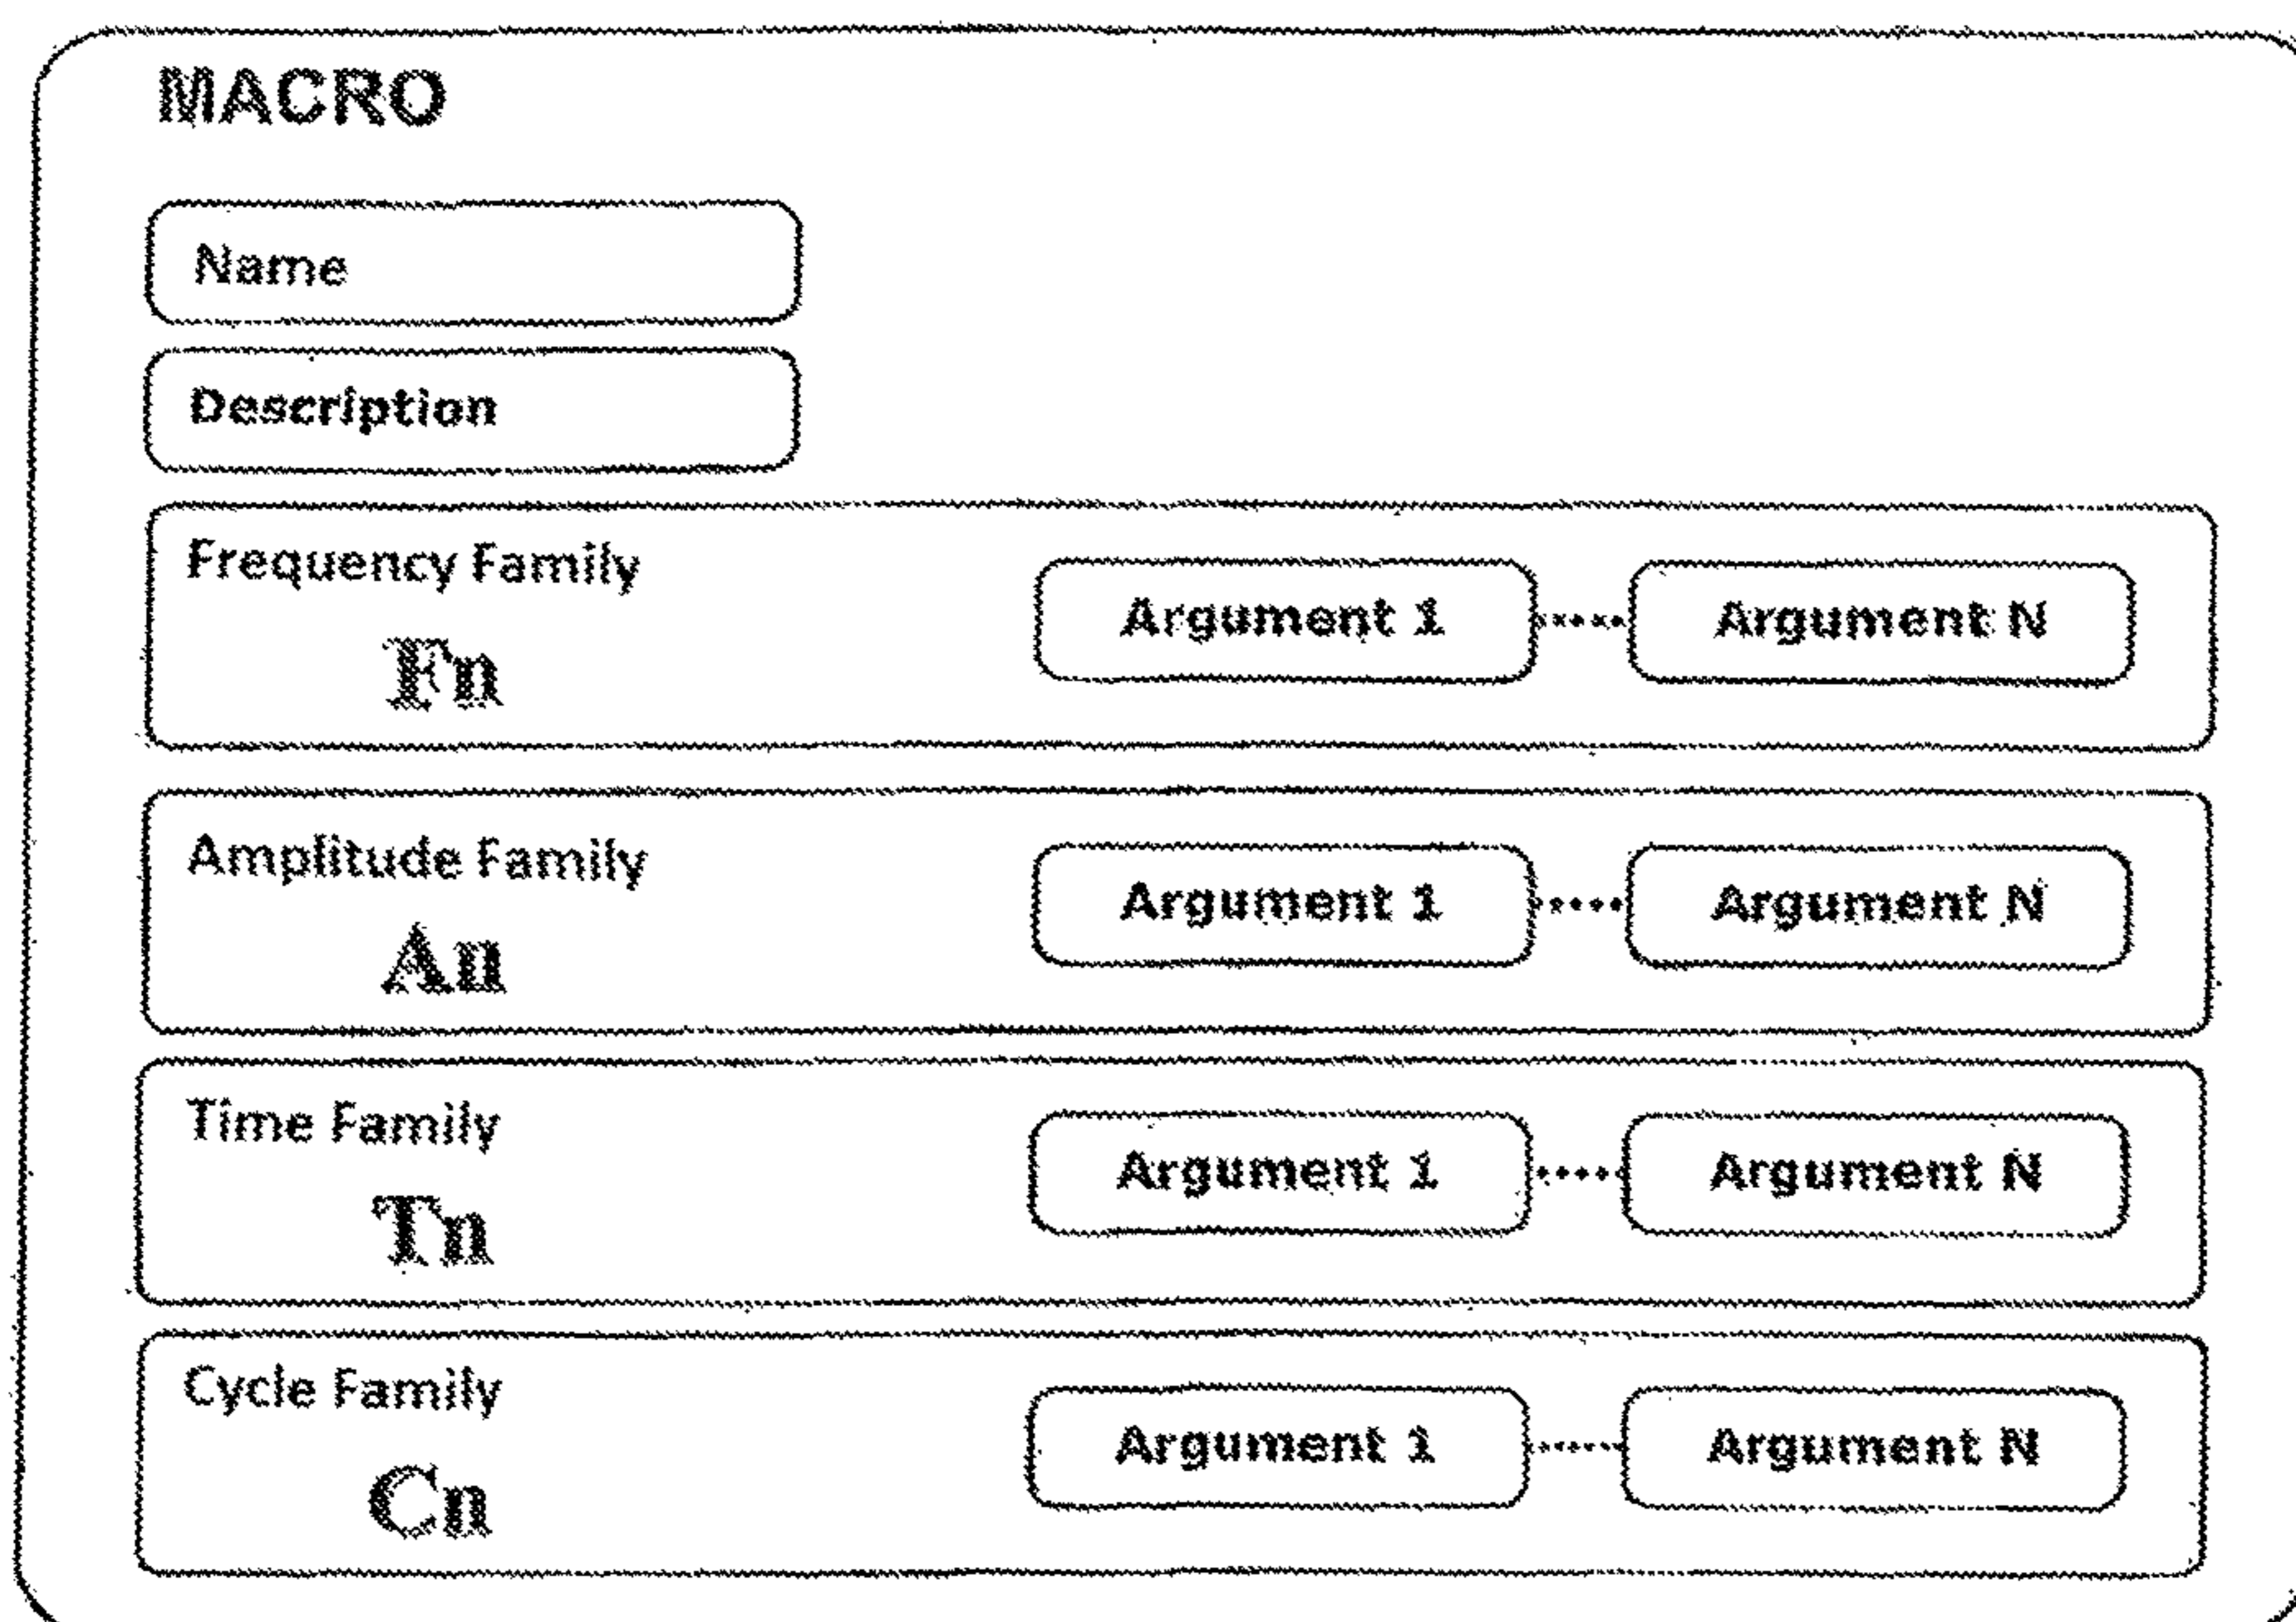 MACRO
Name
Description
Frequency Family
Argument 1 Argument N
Fn
Amplitude Family
Argument 1 Argument N
An
Time Family
Argument 1 Argument N
Tn
Cycle Family
Argument 1 Argument N
Cn